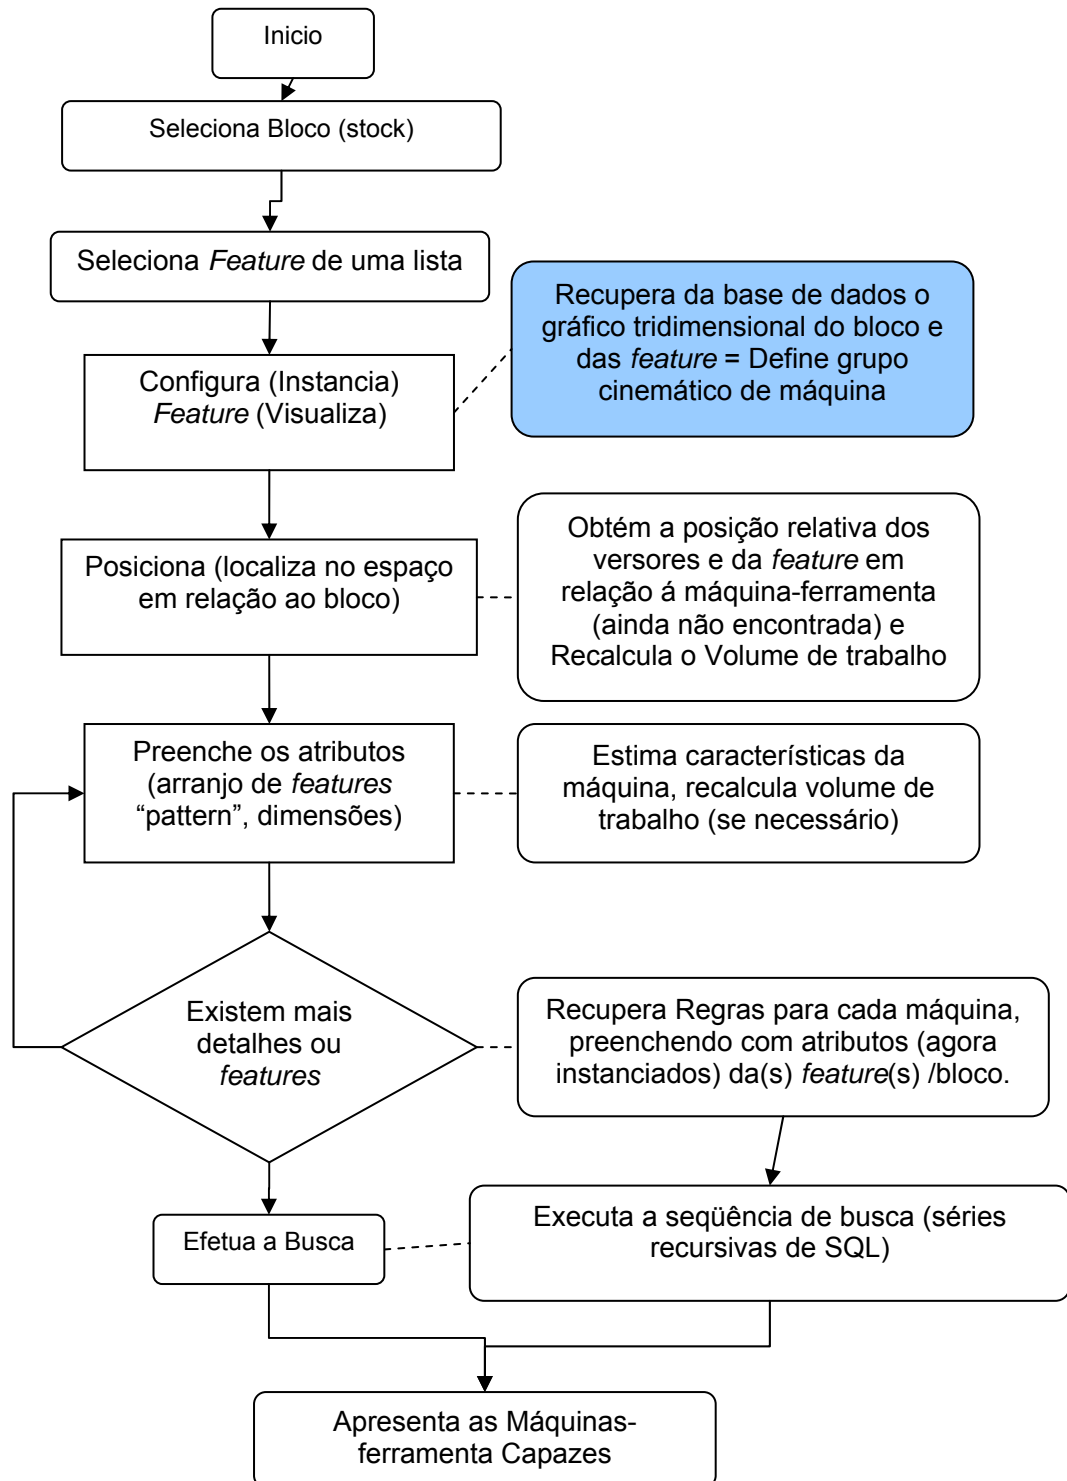 Inicio
Seleciona Bloco (stock)
Seleciona Feature de uma lista
Recupera da base de dados o
gráfico tridimensional do bloco e
das feature = Define grupo
cinemático de máquina
Configura (Instancia)
Feature (Visualiza)
Obtém a posição relativa dos
versores e da feature em
relação á máquina-ferramenta
(ainda não encontrada) e
Recalcula o Volume de trabalho
Posiciona (localiza no espaço
em relação ao bloco)
Preenche os atributos
(arranjo de features
“pattern”, dimensões)
Estima características da
máquina, recalcula volume de
trabalho (se necessário)
Existem mais
detalhes ou
features
Recupera Regras para cada máquina,
preenchendo com atributos (agora
instanciados) da(s) feature(s) /bloco.
Efetua a Busca
Executa a seqüência de busca (séries
recursivas de SQL)
Apresenta as Máquinas-
ferramenta Capazes